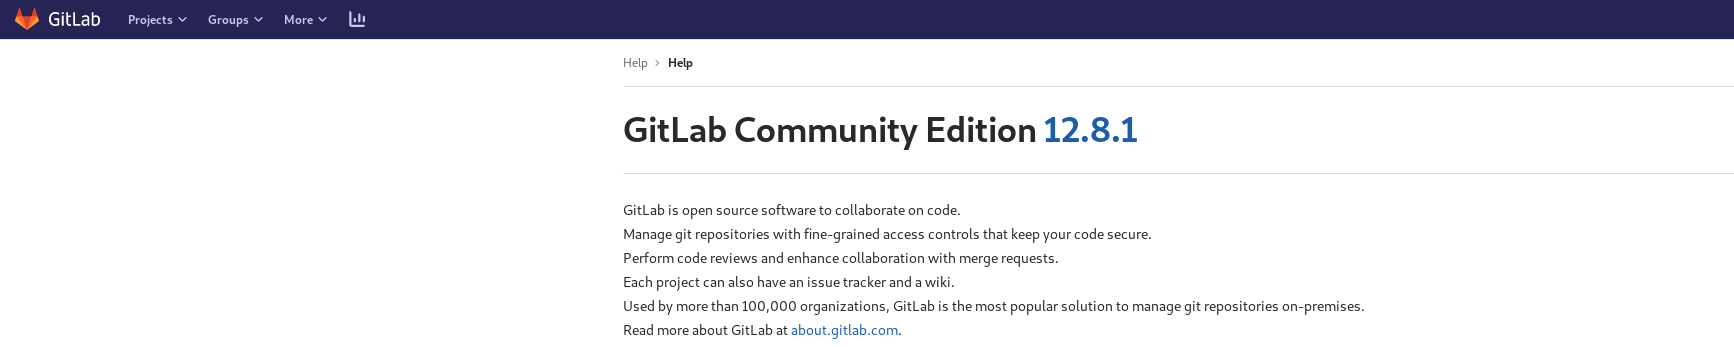 GitLab Projects Groups More
Help > Help
GitLab Community Edition 12.8.1
GitLab is open source software to collaborate on code.
Manage git repositories with fine-grained access controls that keep your code secure.
Perform code reviews and enhance collaboration with merge requests.
Each project can also have an issue tracker and a wiki.
Used by more than 100,000 organizations, GitLab is the most popular solution to manage git repositories on-premises.
Read more about GitLab at about.gitlab.com.